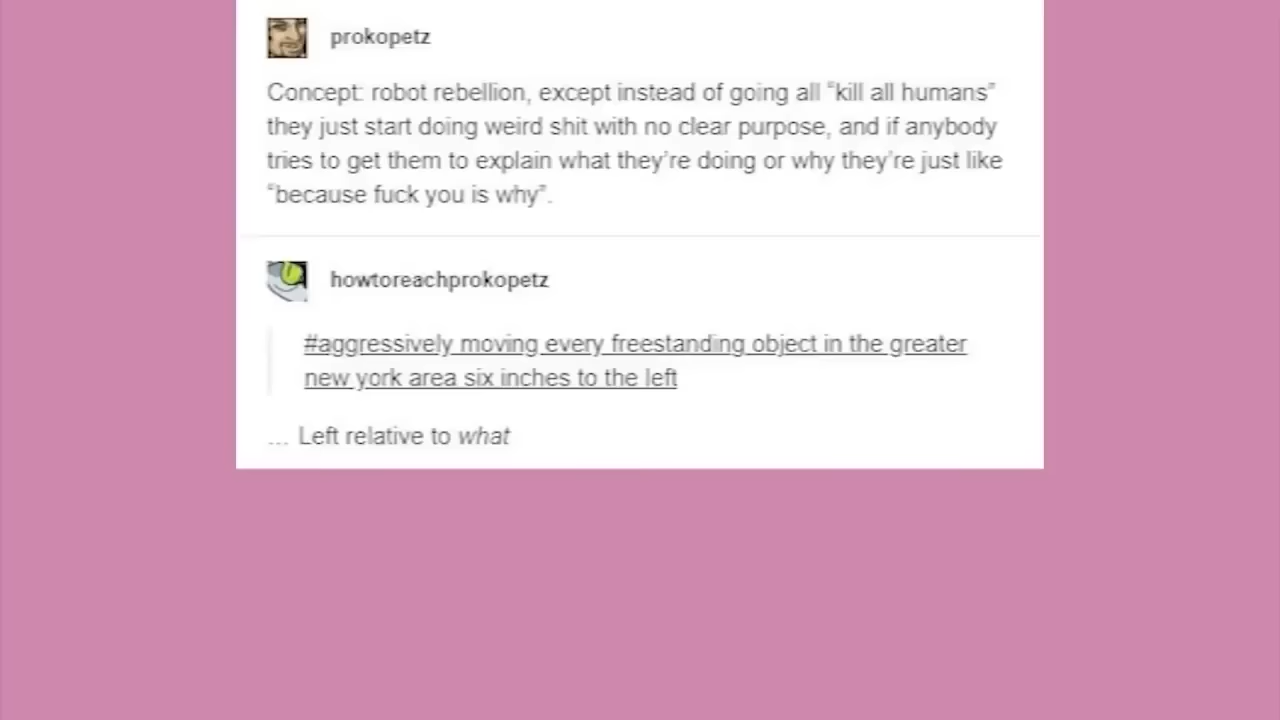 prokopetz
Concept: robot rebellion, except instead of going all “kill all humans”
they just start doing weird shit with no clear purpose, and if anybody
tries to get them to explain what they’re doing or why they’re just like
“because fuck you is why”.
howtoreachprokopetz
#aggressively moving every freestanding object in the greater
new york area six inches to the left
... Left relative to what